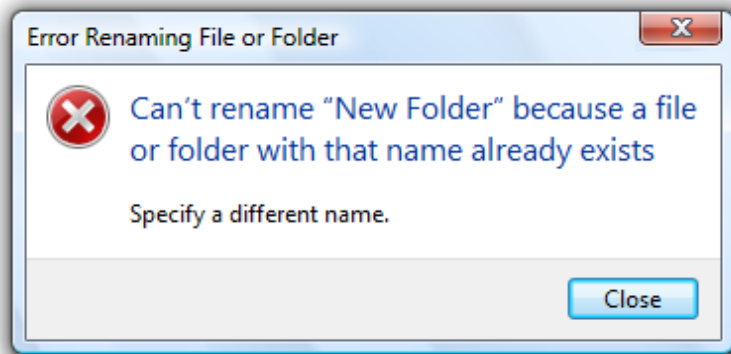 Error Renaming File or Folder
Can't rename “New Folder” because a file
or folder with that name already exists
Specify a different name.
Close